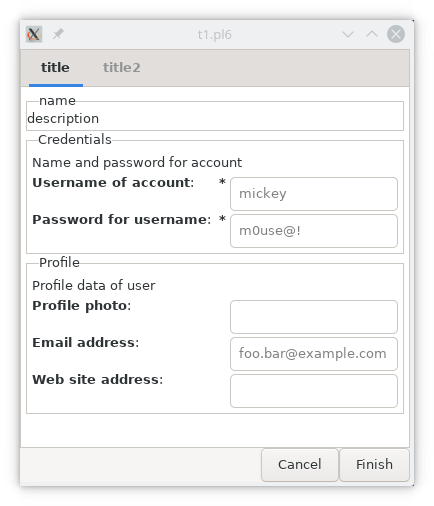 t1.pl6
title title2
name
description
Credentials
Name and password for account
Username of account: * mickey
Password for username: * m0use@!
Profile
Profile data of user
Profile photo:
Email address: foo.bar@example.com
Web site address:
Cancel Finish